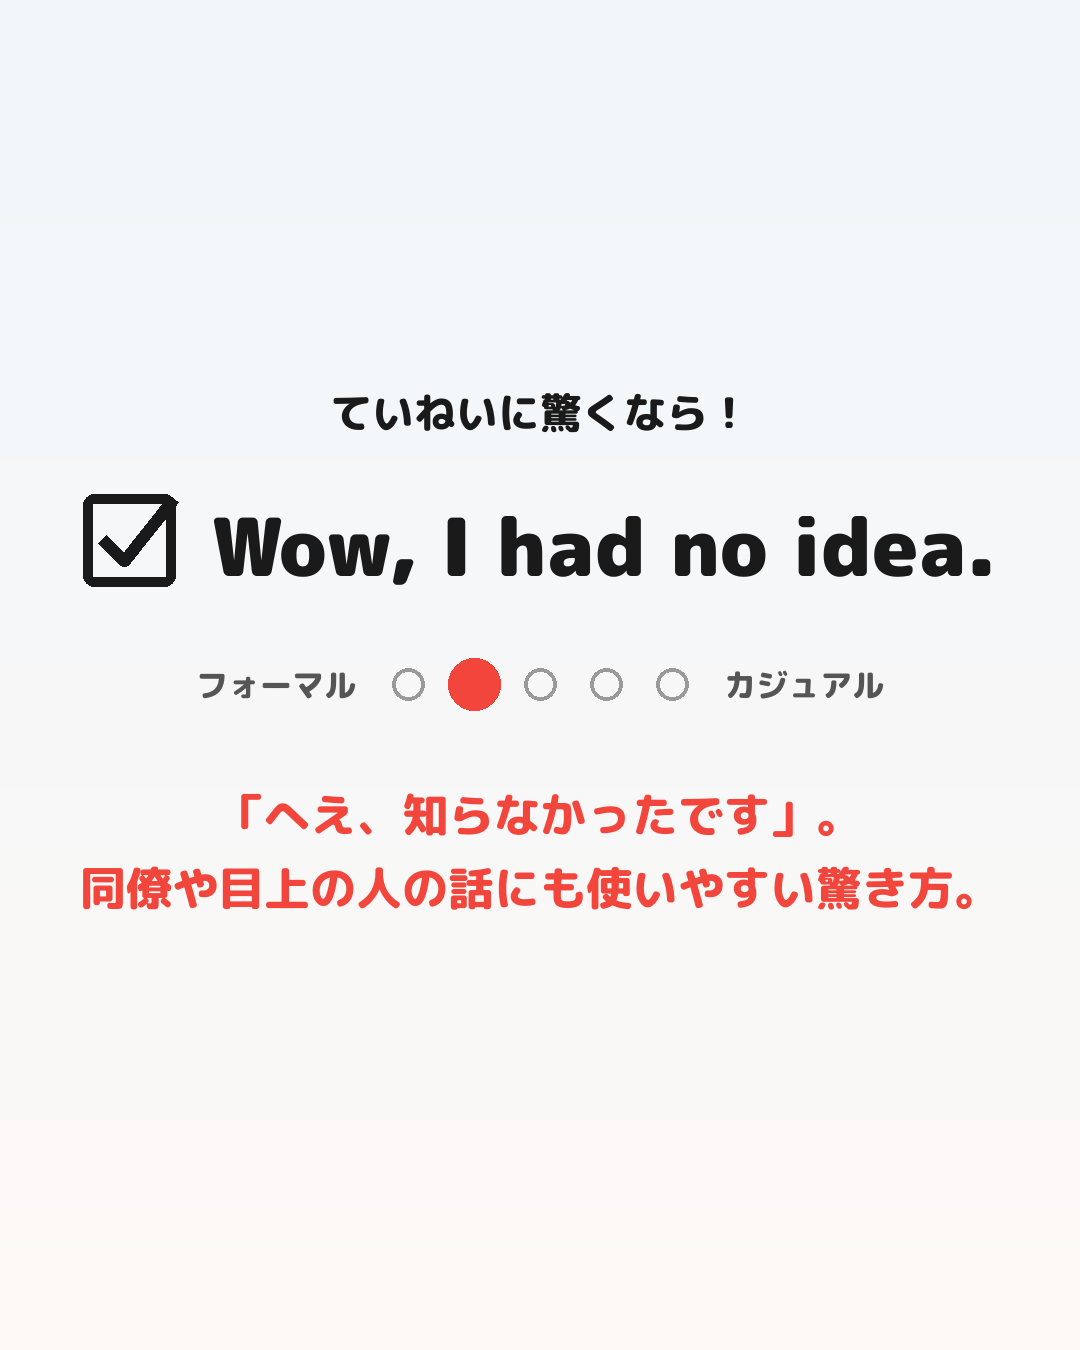 ていねいに驚くなら！
Wow, I had no idea.
フォーマル カジュアル
「へえ、知らなかったです」。
同僚や目上の人の話にも使いやすい驚き方。